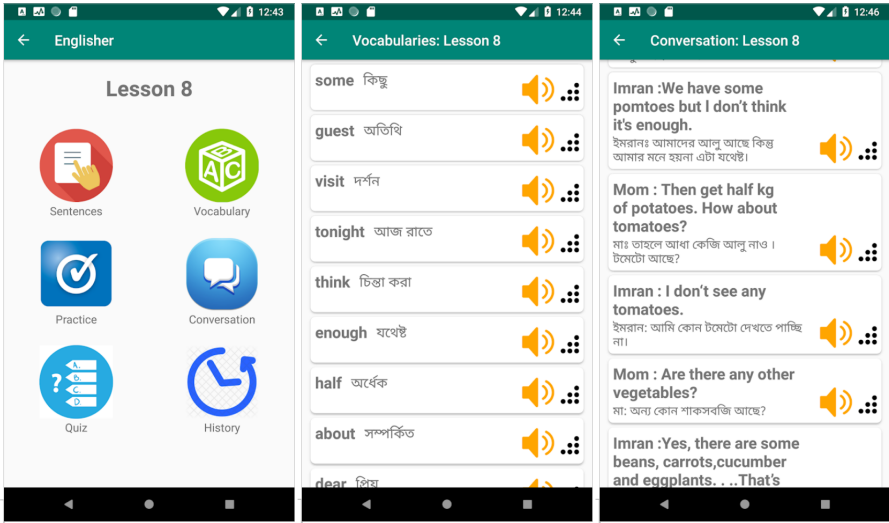 12:43
Englisher
Lesson 8
Sentences
Vocabulary
Practice
Conversation
Quiz
History
12:44
Vocabularies: Lesson 8
some কিছু
guest অতিথি
visit দর্শন
tonight আজ রাতে
think চিন্তা করা
enough যথেষ্ট
half অর্ধেক
about সম্পর্কিত
dear প্রিয়
12:46
Conversation: Lesson 8
Imran :We have some
pomtoes but I don't think
it's enough.
ইমরানঃ আমাদের আলু আছে কিন্তু
আমার মনে হয়না এটা যথেষ্ট।
Mom : Then get half kg
of potatoes. How about
tomatoes?
মাঃ তাহলে আধা কেজি আলু নাও ।
টমেটো আছে?
Imran : I don't see any
tomatoes.
ইমরান: আমি কোন টমেটো দেখতে পাচ্ছি
না।
Mom : Are there any other
vegetables?
মা: অন্য কোন শাকসবজি আছে?
Imran :Yes, there are some
beans, carrots,cucumber
and eggplants. . ..That's